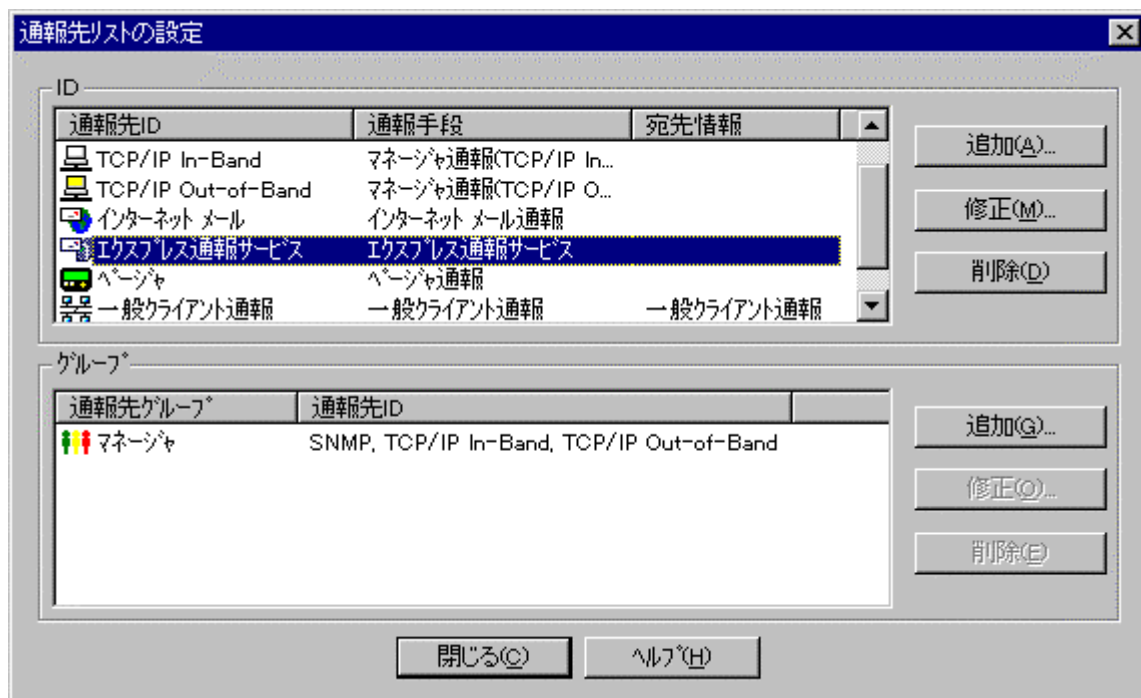 通報先リストの設定
ID
通報先ID 通報手段 宛先情報
TCP/IP In-Band マネージャ通報(TCP/IP In...
TCP/IP Out-of-Band マネージャ通報(TCP/IP O...
インターネット メール インターネット メール通報
エクスプレス通報サービス エクスプレス通報サービス
ページャ ページャ通報
一般クライアント通報 一般クライアント通報 一般クライアント通報
追加(A)...
修正(M)...
削除(D)
グループ
通報先グループ 通報先ID
マネージャ SNMP, TCP/IP In-Band, TCP/IP Out-of-Band
追加(G)...
修正(O)...
削除(E)
閉じる(C) ヘルプ(H)